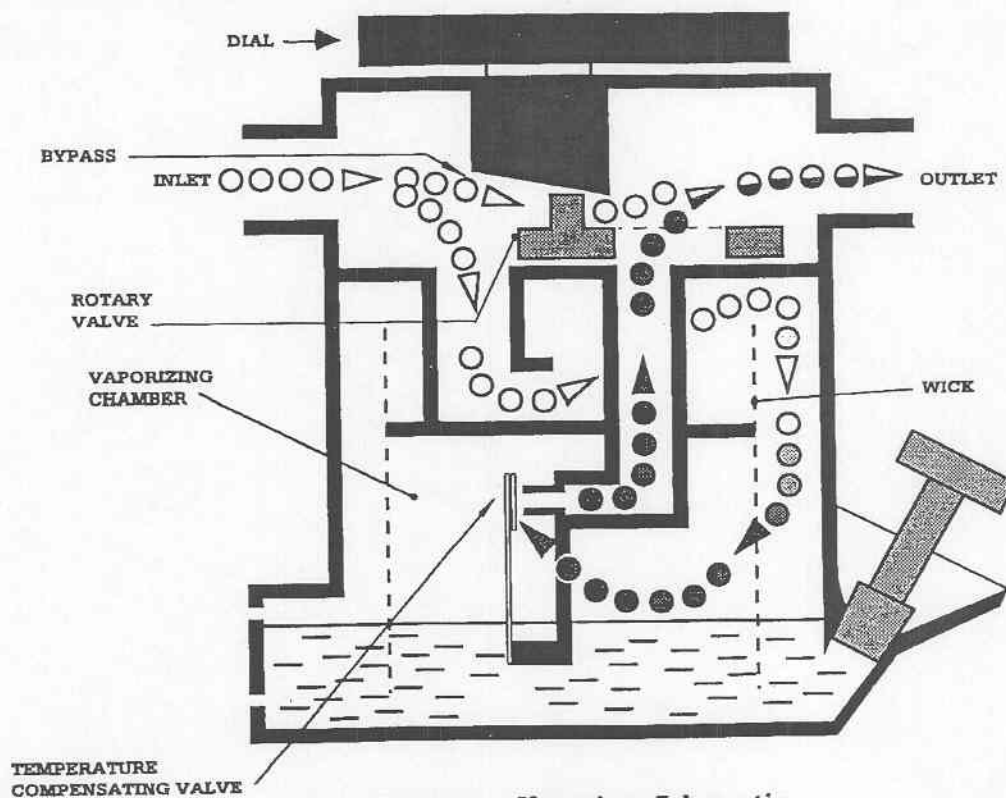 DIAL
BYPASS
INLET
OUTLET
ROTARY
VALVE
VAPORIZING
CHAMBER
WICK
TEMPERATURE
COMPENSATING VALVE